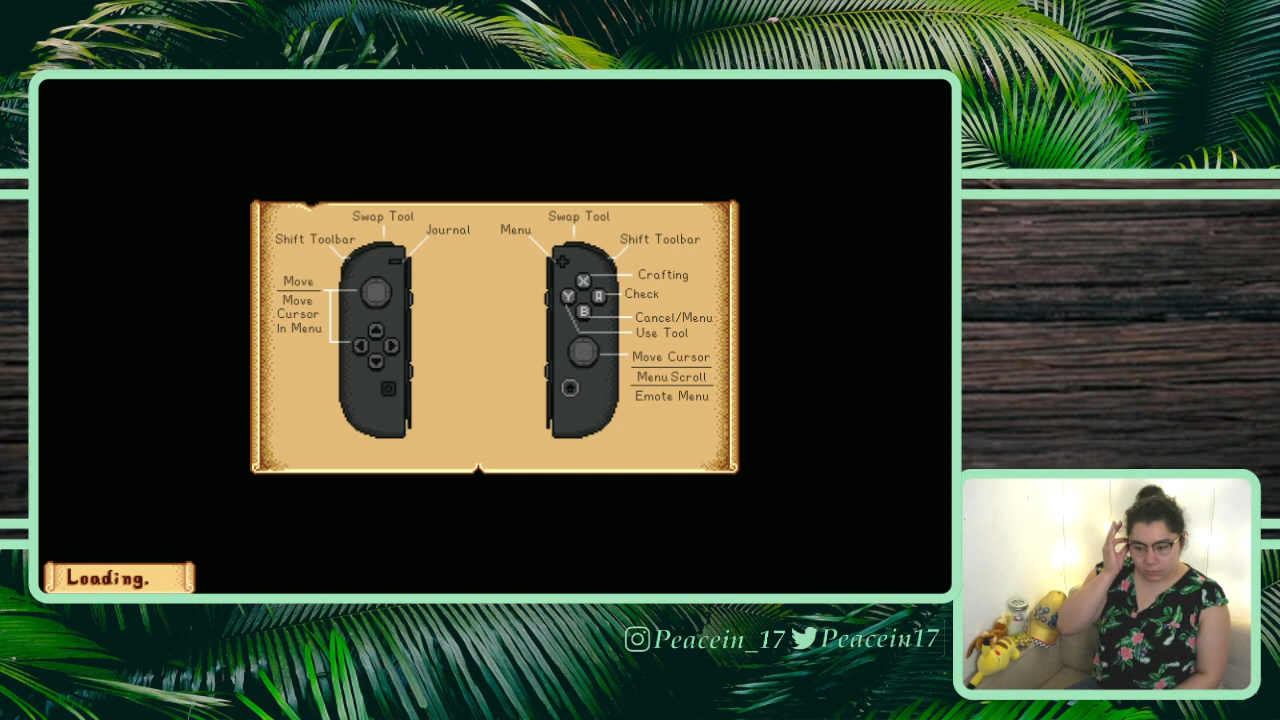 Swap Tool
Journal
Shift Toolbar
Move
Move
Cursor
In Menu
Swap Tool
Menu
Shift Toolbar
X
Crafting
Y
A
Check
B
Cancel/Menu
Use Tool
Move Cursor
Menu Scroll
Emote Menu
Loading.
Peacein_17 Peacein17